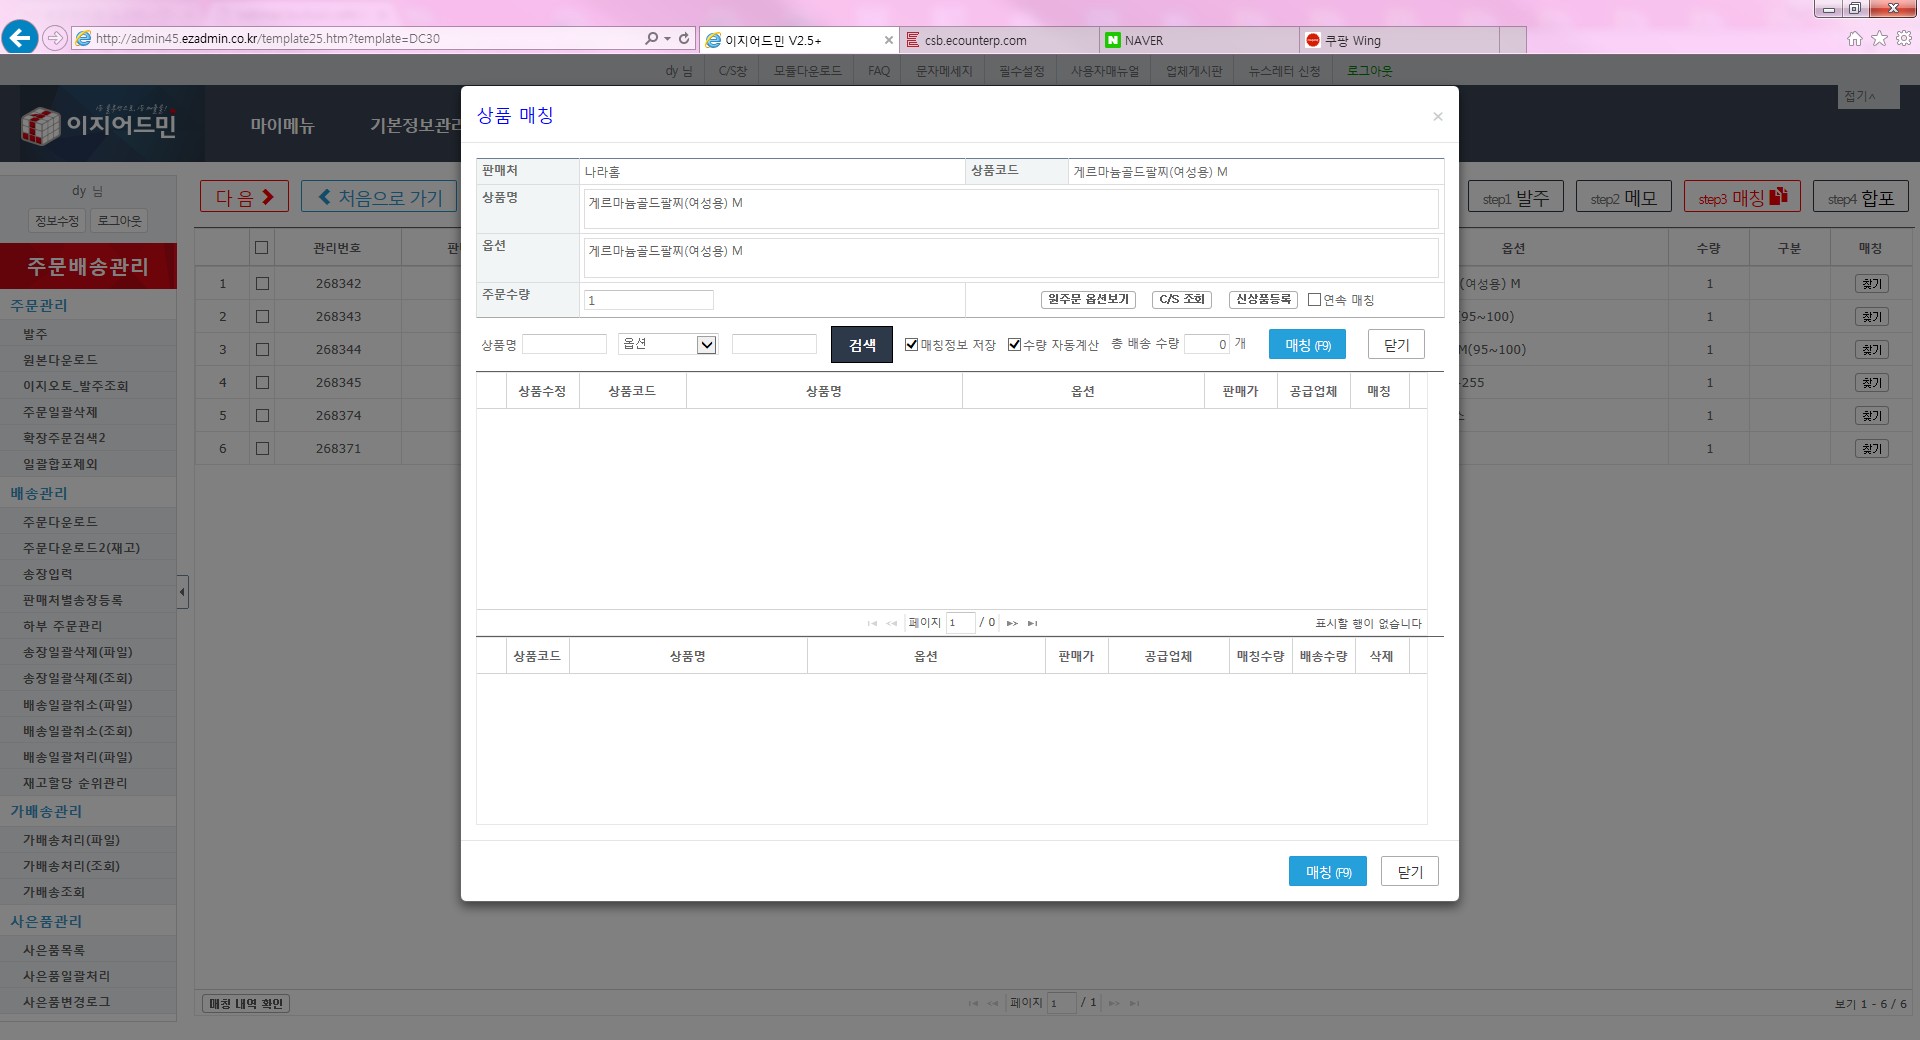 http://admin45.ezadmin.co.kr/template25.htm?template=DC30
이지어드민 V2.5+
csb.ecounterp.com
NAVER
쿠팡 Wing
dy 님 C/S창 모듈다운로드 FAQ 문자메세지 필수설정 사용자매뉴얼 업체게시판 뉴스레터 신청 로그아웃
접기^
이지어드민
마이메뉴 기본정보관리
dy 님
정보수정 로그아웃
주문배송관리
주문관리
발주
원본다운로드
이지오토_발주조회
주문일괄삭제
확장주문검색2
일괄합포제외
배송관리
주문다운로드
주문다운로드2(재고)
송장입력
판매처별송장등록
하부 주문관리
송장일괄삭제(파일)
송장일괄삭제(조회)
배송일괄취소(파일)
배송일괄취소(조회)
배송일괄처리(파일)
재고할당 순위관리
가배송관리
가배송처리(파일)
가배송처리(조회)
가배송조회
사은품관리
사은품목록
사은품일괄처리
사은품변경로그
다음 처음으로 가기
step1 발주 step2 메모 step3 매칭 step4 합포
관리번호 옵션 수량 구분 매칭
1 268342 (여성용) M 1 찾기
2 268343 95~100) 1 찾기
3 268344 M(95~100) 1 찾기
4 268345 -255 1 찾기
5 268374 1 찾기
6 268371 1 찾기
매칭 내역 확인
페이지 1 / 1
보기 1 - 6 / 6
상품 매칭
×
판매처 나라홀 상품코드 게르마늄골드팔찌(여성용) M
상품명 게르마늄골드팔찌(여성용) M
옵션 게르마늄골드팔찌(여성용) M
주문수량 1 원주문 옵션보기 C/S 조회 신상품등록 연속 매칭
상품명 옵션 검색 매칭정보 저장 수량 자동계산 총 배송 수량 0 개 매칭 (F9) 닫기
상품수정 상품코드 상품명 옵션 판매가 공급업체 매칭
페이지 1 / 0
표시할 행이 없습니다
상품코드 상품명 옵션 판매가 공급업체 매칭수량 배송수량 삭제
매칭 (F9) 닫기